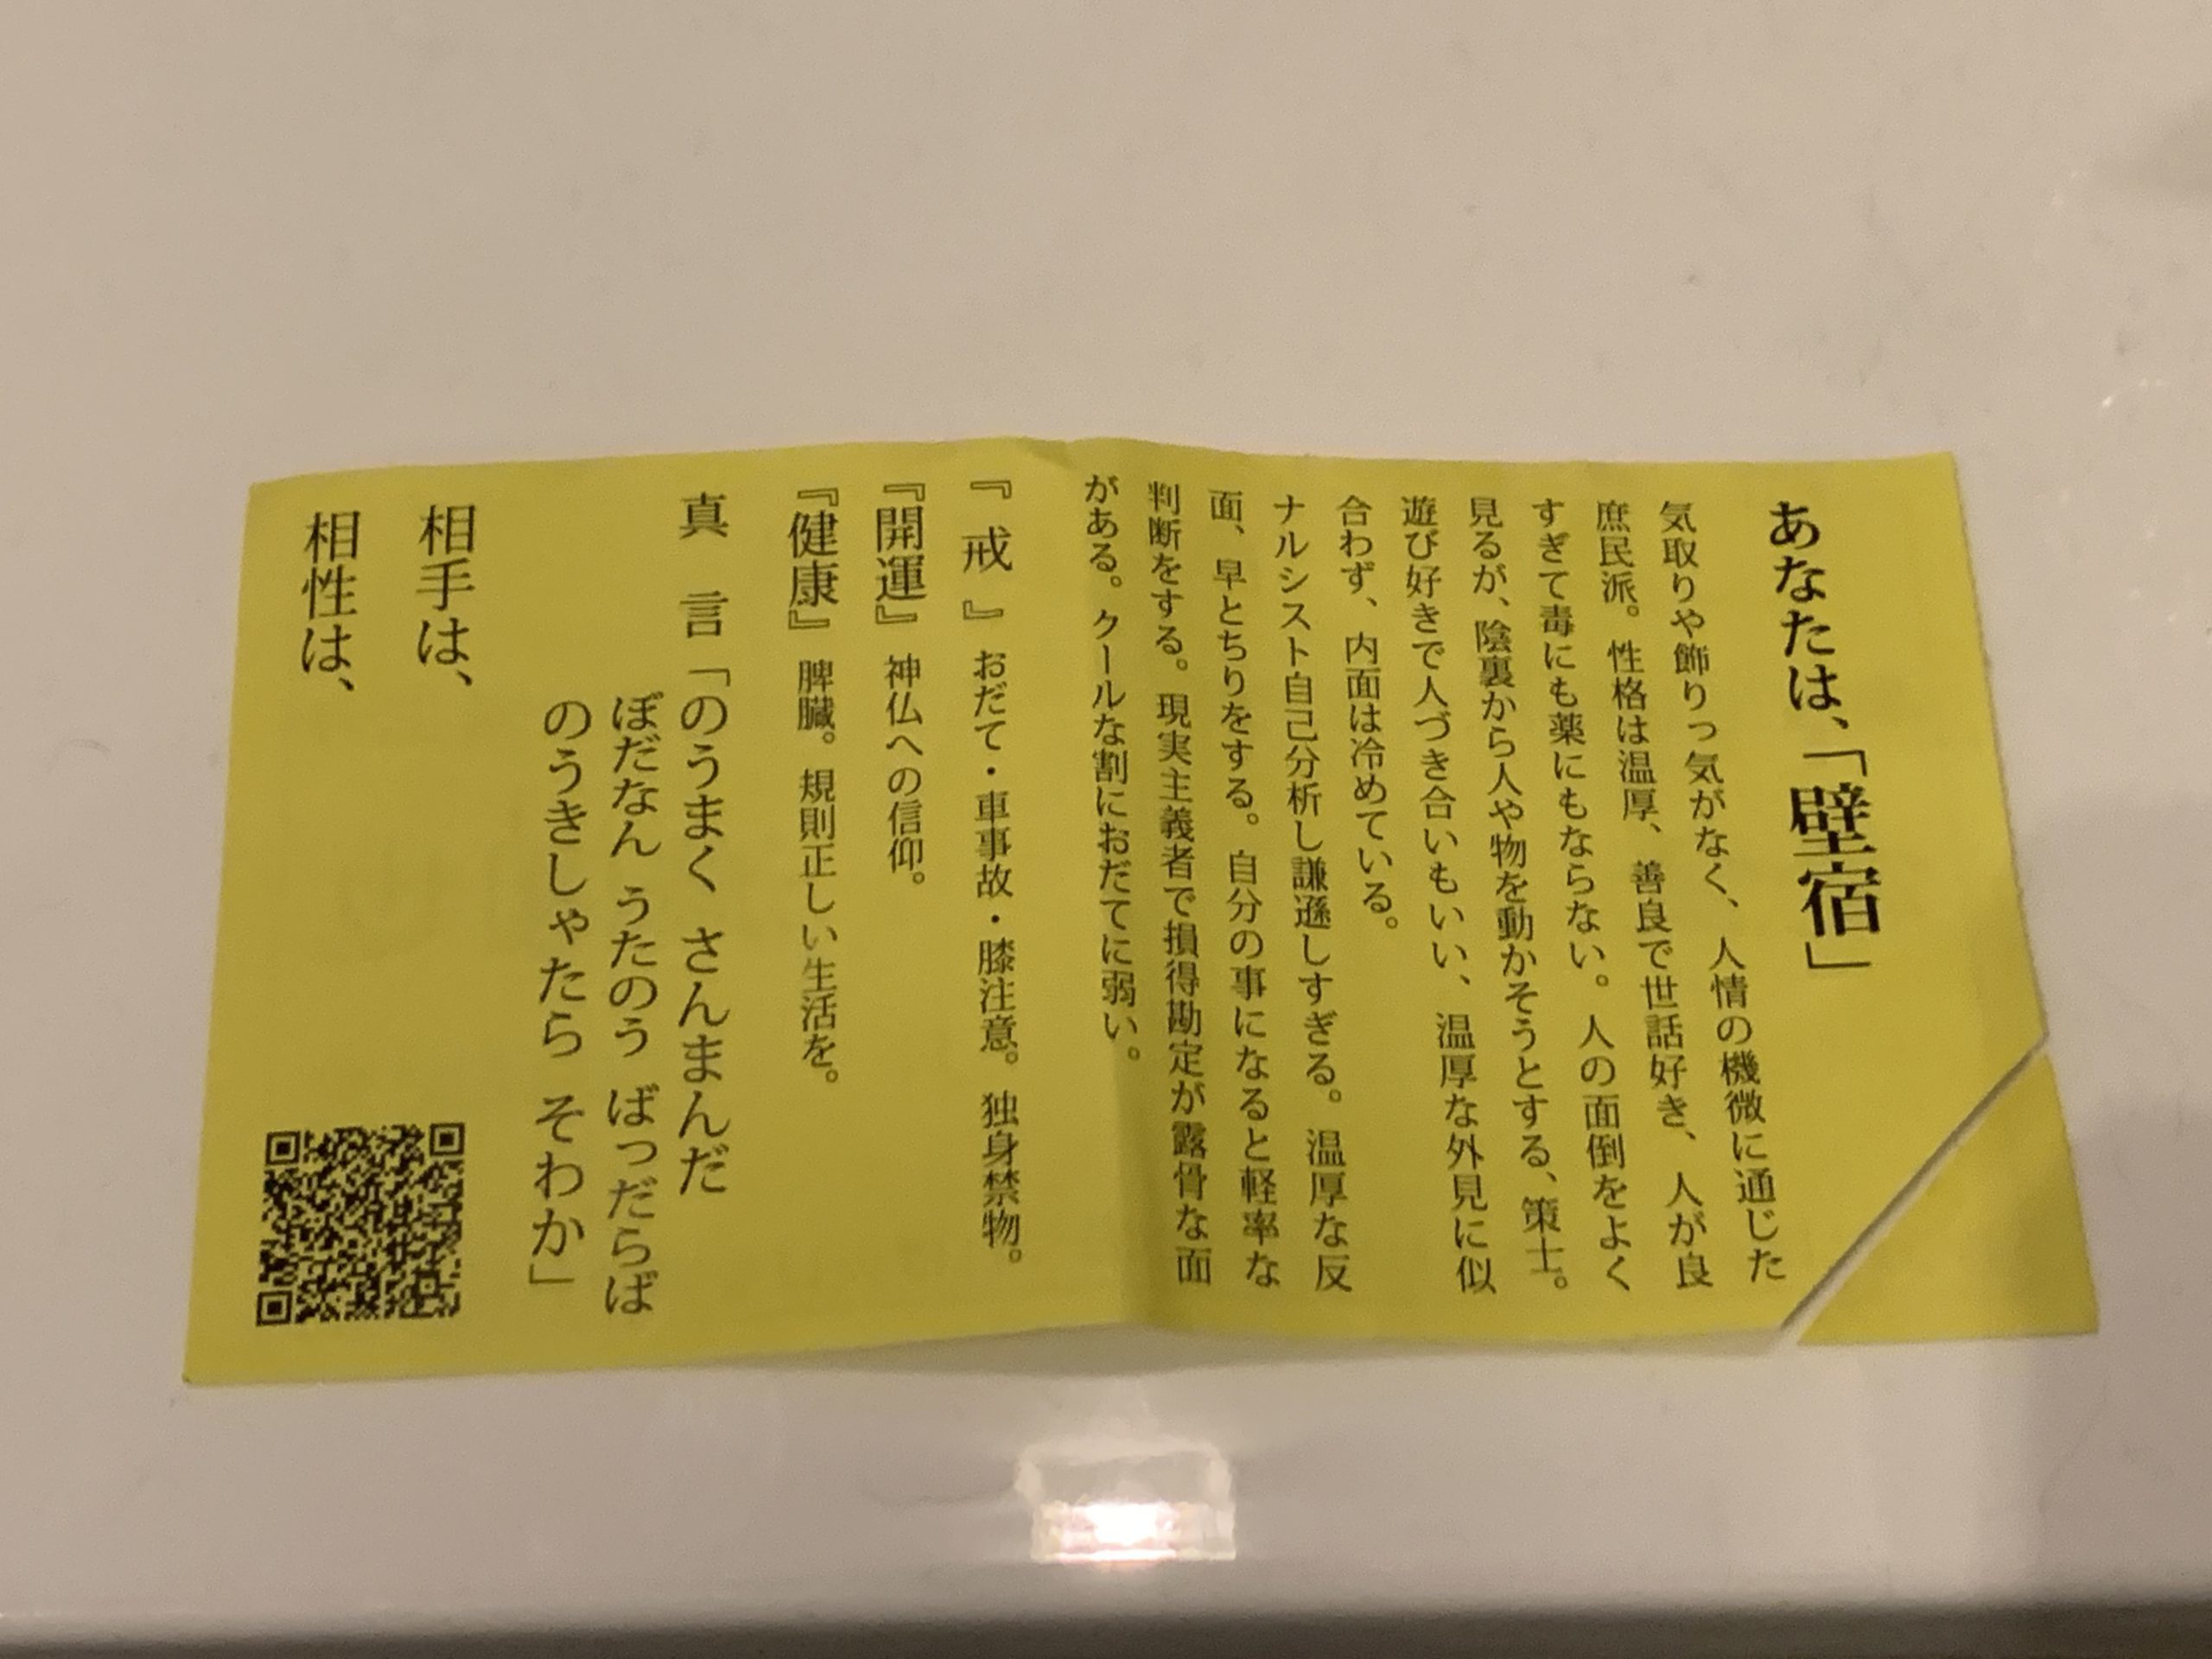 あなたは、「壁宿」
気取りや飾りっ気がなく、人情の機微に通じた
庶民派。性格は温厚、善良で世話好き、人が良
すぎて毒にも薬にもならない。人の面倒をよく
見るが、陰裏から人や物を動かそうとする、策士。
遊び好きで人づき合いもいい、温厚な外見に似
合わず、内面は冷めている。
ナルシスト自己分析し謙遜しすぎる。温厚な反
面、早とちりをする。自分の事になると軽率な
判断をする。現実主義者で損得勘定が露骨な面
がある。クールな割におだてに弱い。
『戒』おだて・車事故・膝注意。独身禁物。
『開運』神仏への信仰。
『健康』脾臓。規則正しい生活を。
真言「のうまく さんまんだ
ぼだなん うたのう ばっだらば
のうきしゃたら そわか」
相手は、
相性は、